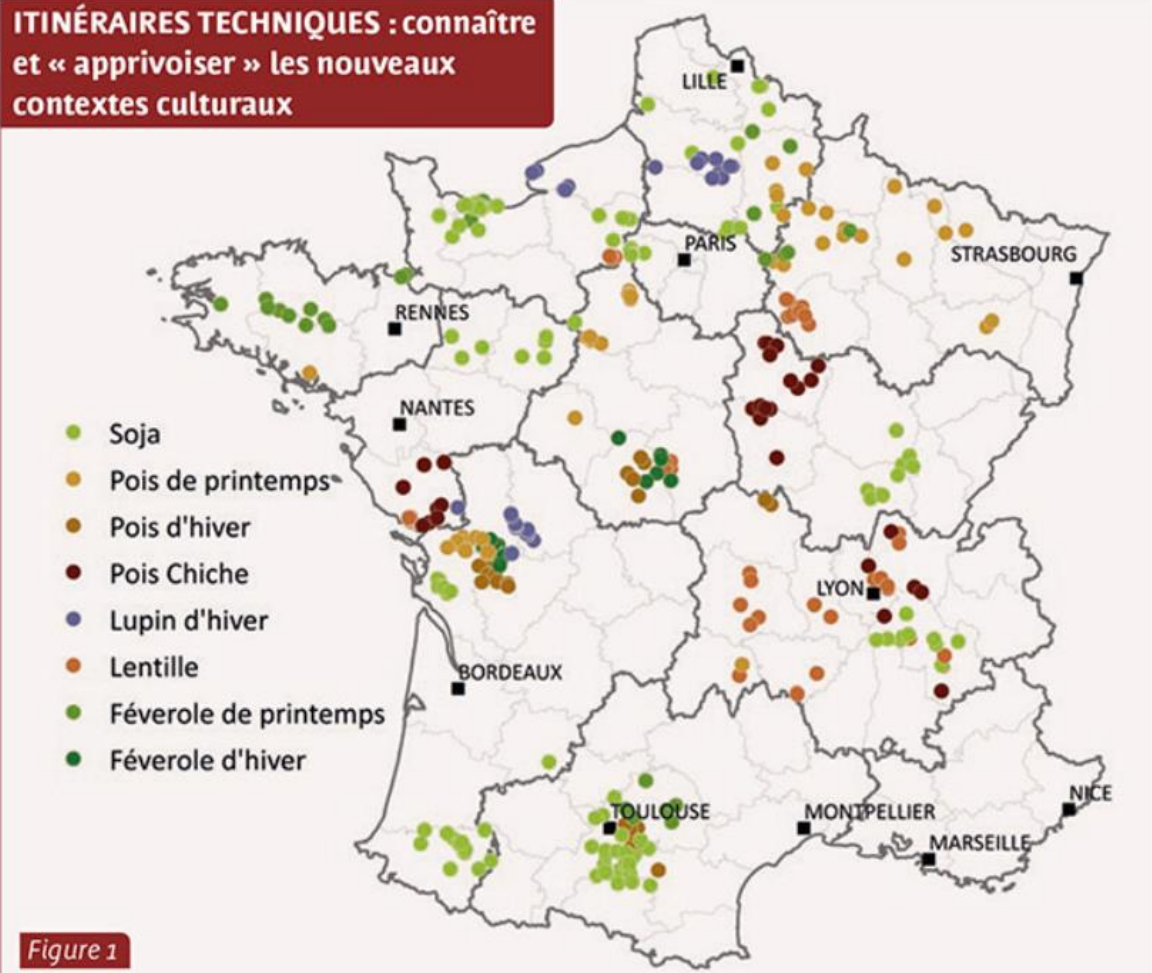 ITINÉRAIRES TECHNIQUES : connaître
et « apprivoiser » les nouveaux
contextes culturaux
LILLE
PARIS
STRASBOURG
RENNES
NANTES
Soja
Pois de printemps
Pois d'hiver
Pois Chiche
Lupin d'hiver
Lentille
Féverole de printemps
Féverole d'hiver
LYON
BORDEAUX
TOULOUSE
MONTPELLIER
NICE
MARSEILLE
Figure 1